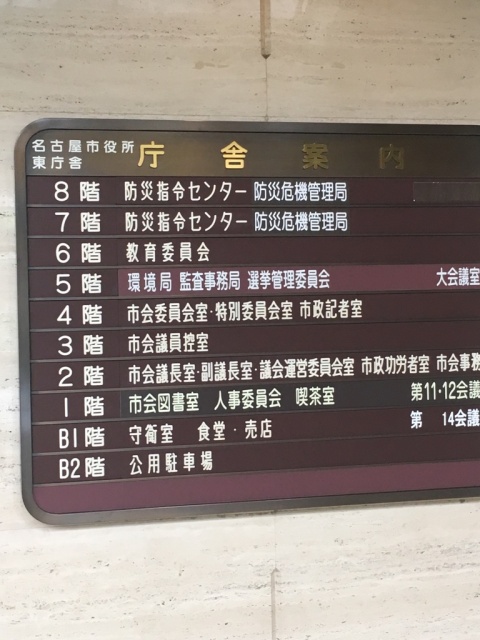 名古屋市役所
東庁舎
庁舎案内
8階 防災指令センター 防災危機管理局
7階 防災指令センター 防災危機管理局
6階 教育委員会
5階 環境局 監査事務局 選挙管理委員会 大会議室
4階 市会委員会室・特別委員会室 市政記者室
3階 市会議員控室
2階 市会議長室・副議長室・議会運営委員会室 市政功労者室 市会事務
1階 市会図書室 人事委員会 喫茶室 第11・12会議
B1階 守衛室 食堂・売店 第 14会議
B2階 公用駐車場